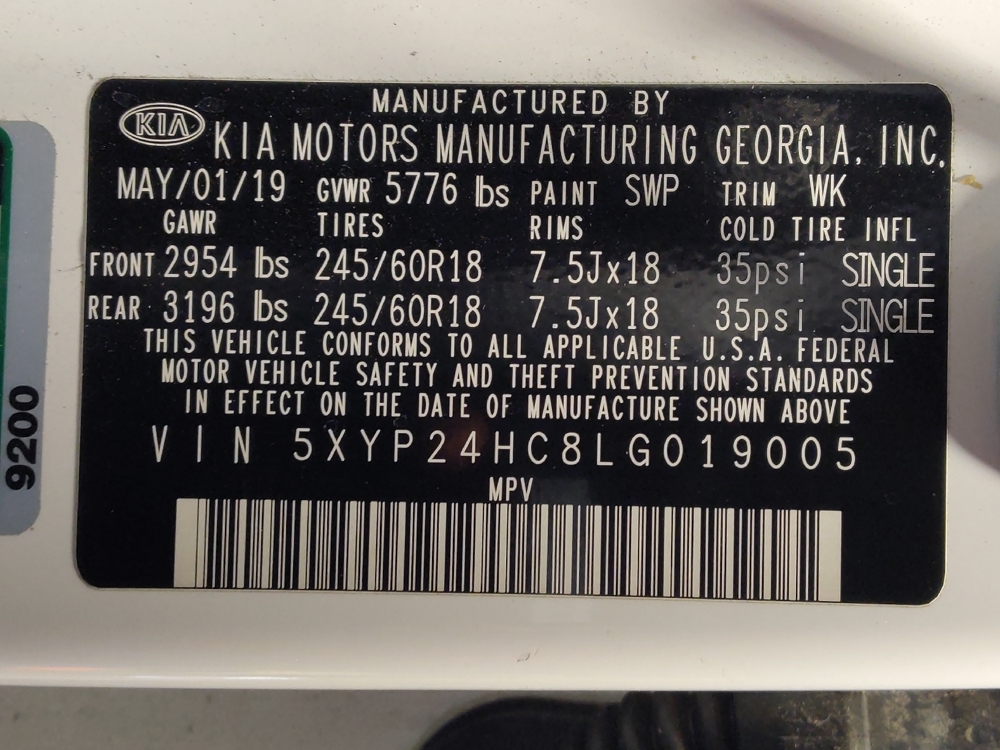 MANUFACTURED BY
KIA KIA MOTORS MANUFACTURING GEORGIA, INC.
MAY/01/19 GVWR 5776 lbs PAINT SWP TRIM WK
GAWR TIRES RIMS COLD TIRE INFL
FRONT 2954 lbs 245/60R18 7.5Jx18 35psi SINGLE
REAR 3196 lbs 245/60R18 7.5Jx18 35psi SINGLE
THIS VEHICLE CONFORMS TO ALL APPLICABLE U.S.A. FEDERAL
MOTOR VEHICLE SAFETY AND THEFT PREVENTION STANDARDS
IN EFFECT ON THE DATE OF MANUFACTURE SHOWN ABOVE
VIN 5XYP24HC8LG019005
MPV
9200